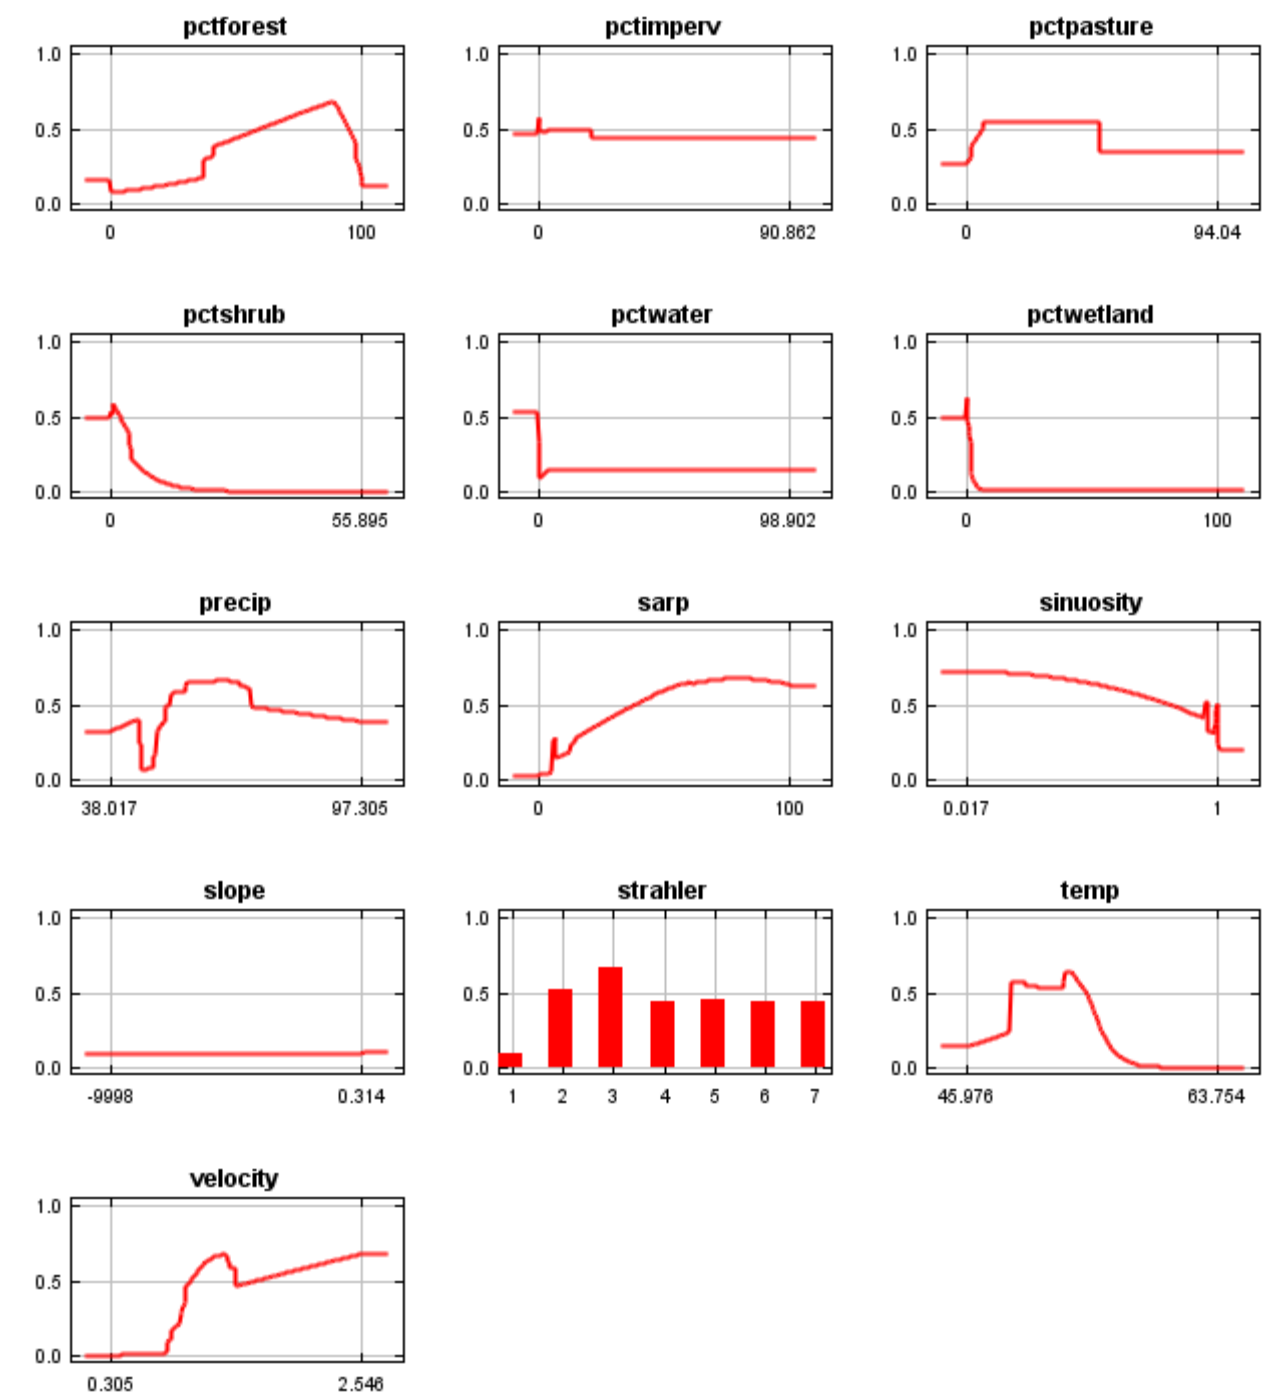 pctforest pctimperv pctpasture
1.0 1.0 1.0
0.5 0.5 0.5
0.0 0.0 0.0
0 100 0 90.862 0 94.04
pctshrub pctwater pctwetland
1.0 1.0 1.0
0.5 0.5 0.5
0.0 0.0 0.0
0 55.895 0 98.902 0 100
precip sarp sinuosity
1.0 1.0 1.0
0.5 0.5 0.5
0.0 0.0 0.0
38.017 97.305 0 100 0.017 1
slope strahler temp
1.0 1.0 1.0
0.5 0.5 0.5
0.0 0.0 0.0
-9998 0.314 1 2 3 4 5 6 7 45.976 63.754
velocity
1.0
0.5
0.0
0.305 2.546